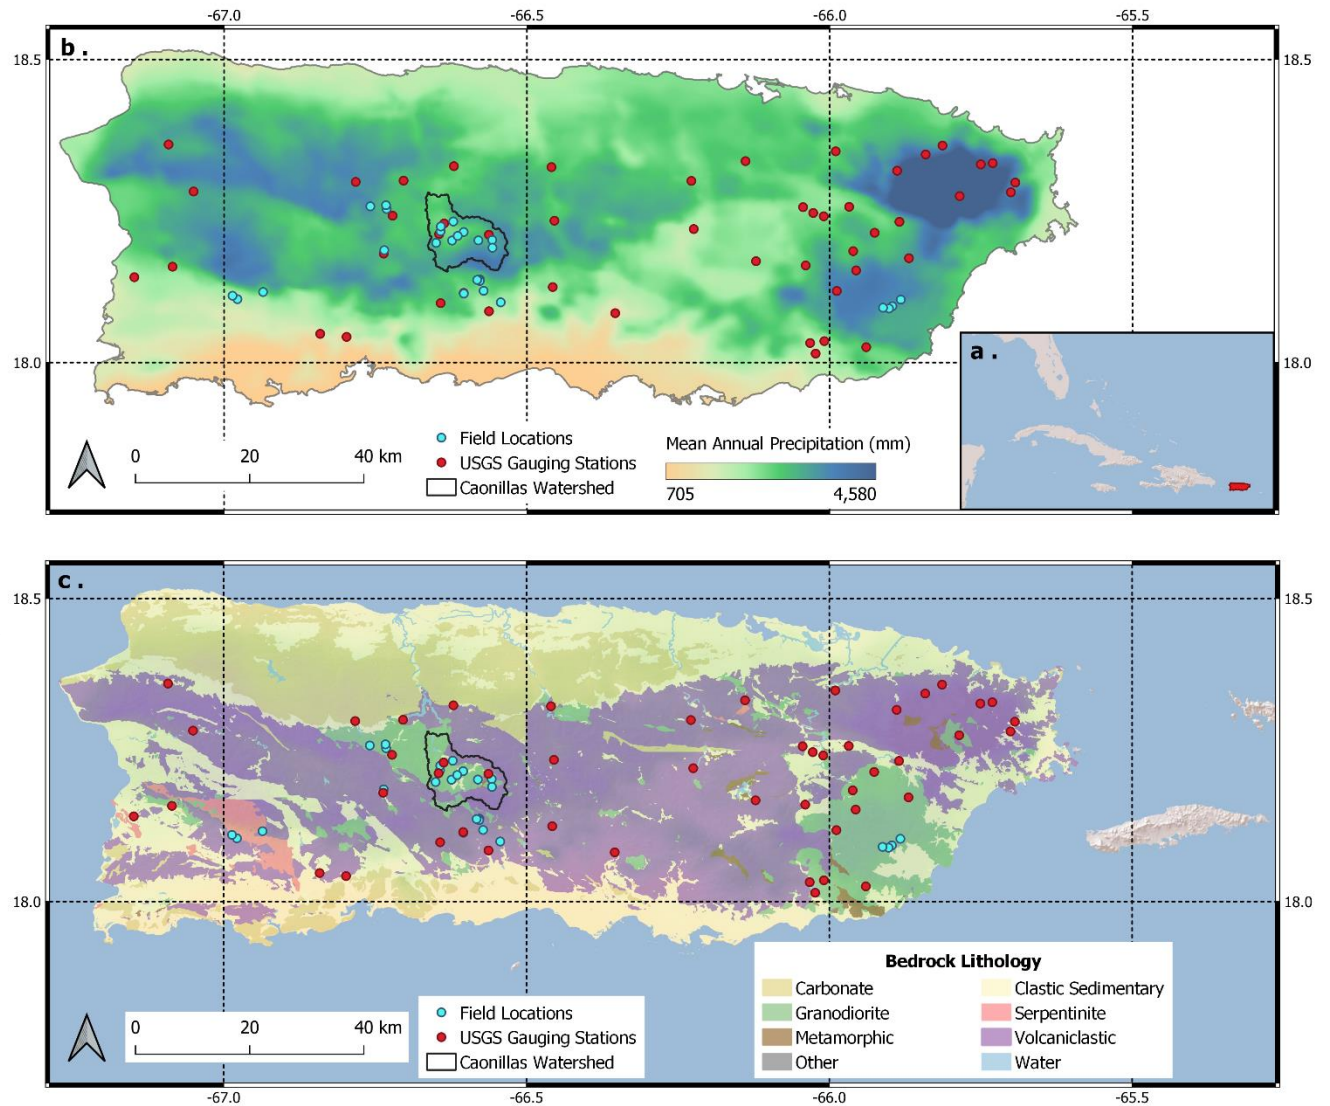 -67.0 -66.5 -66.0 -65.5
b .
18.5 18.5
18.0 18.0
a .
Field Locations
USGS Gauging Stations
Caonillas Watershed
0 20 40 km
Mean Annual Precipitation (mm)
705 4,580
c .
18.5 18.5
18.0 18.0
Bedrock Lithology
Carbonate Clastic Sedimentary
Granodiorite Serpentinite
Metamorphic Volcaniclastic
Other Water
0 20 40 km
Field Locations
USGS Gauging Stations
Caonillas Watershed
-67.0 -66.5 -66.0 -65.5